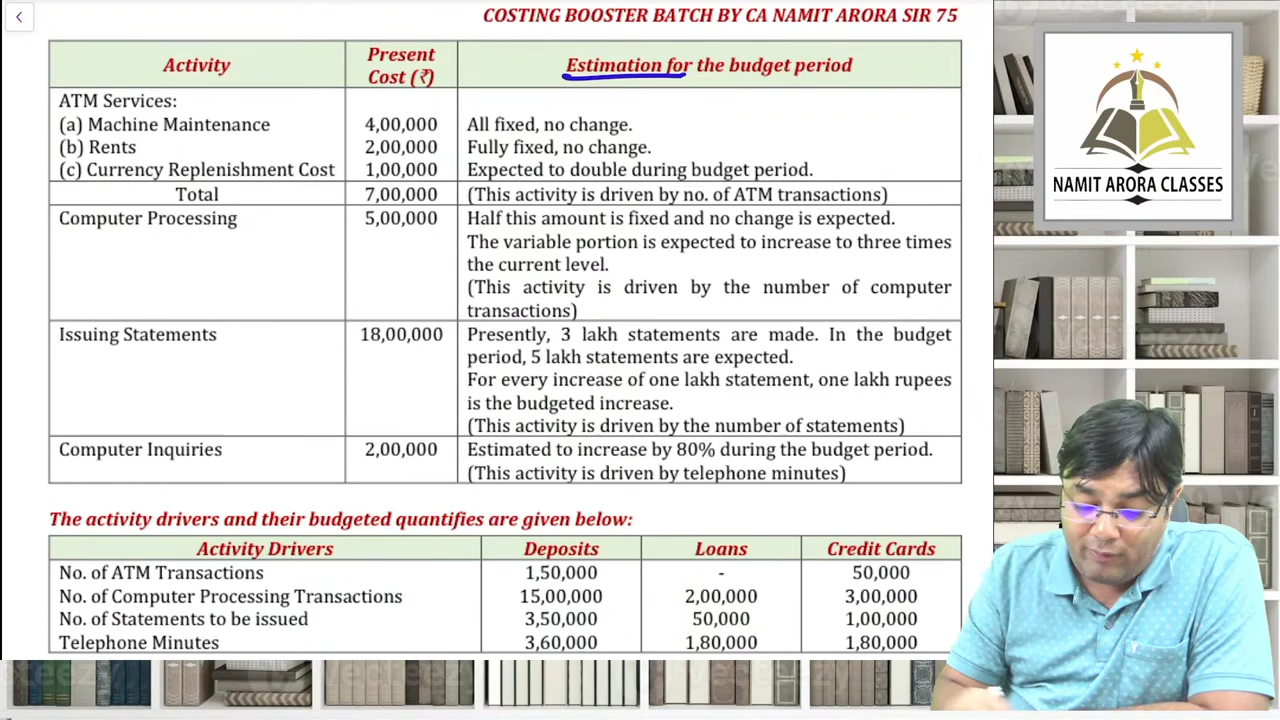 COSTING BOOSTER BATCH BY CA NAMIT ARORA SIR 75
Activity Present Cost (₹) Estimation for the budget period
ATM Services:
(a) Machine Maintenance 4,00,000 All fixed, no change.
(b) Rents 2,00,000 Fully fixed, no change.
(c) Currency Replenishment Cost 1,00,000 Expected to double during budget period.
Total 7,00,000 (This activity is driven by no. of ATM transactions)
Computer Processing 5,00,000 Half this amount is fixed and no change is expected.
The variable portion is expected to increase to three times
the current level.
(This activity is driven by the number of computer
transactions)
Issuing Statements 18,00,000 Presently, 3 lakh statements are made. In the budget
period, 5 lakh statements are expected.
For every increase of one lakh statement, one lakh rupees
is the budgeted increase.
(This activity is driven by the number of statements)
Computer Inquiries 2,00,000 Estimated to increase by 80% during the budget period.
(This activity is driven by telephone minutes)
The activity drivers and their budgeted quantifies are given below:
Activity Drivers Deposits Loans Credit Cards
No. of ATM Transactions 1,50,000 - 50,000
No. of Computer Processing Transactions 15,00,000 2,00,000 3,00,000
No. of Statements to be issued 3,50,000 50,000 1,00,000
Telephone Minutes 3,60,000 1,80,000 1,80,000
NAMIT ARORA CLASSES